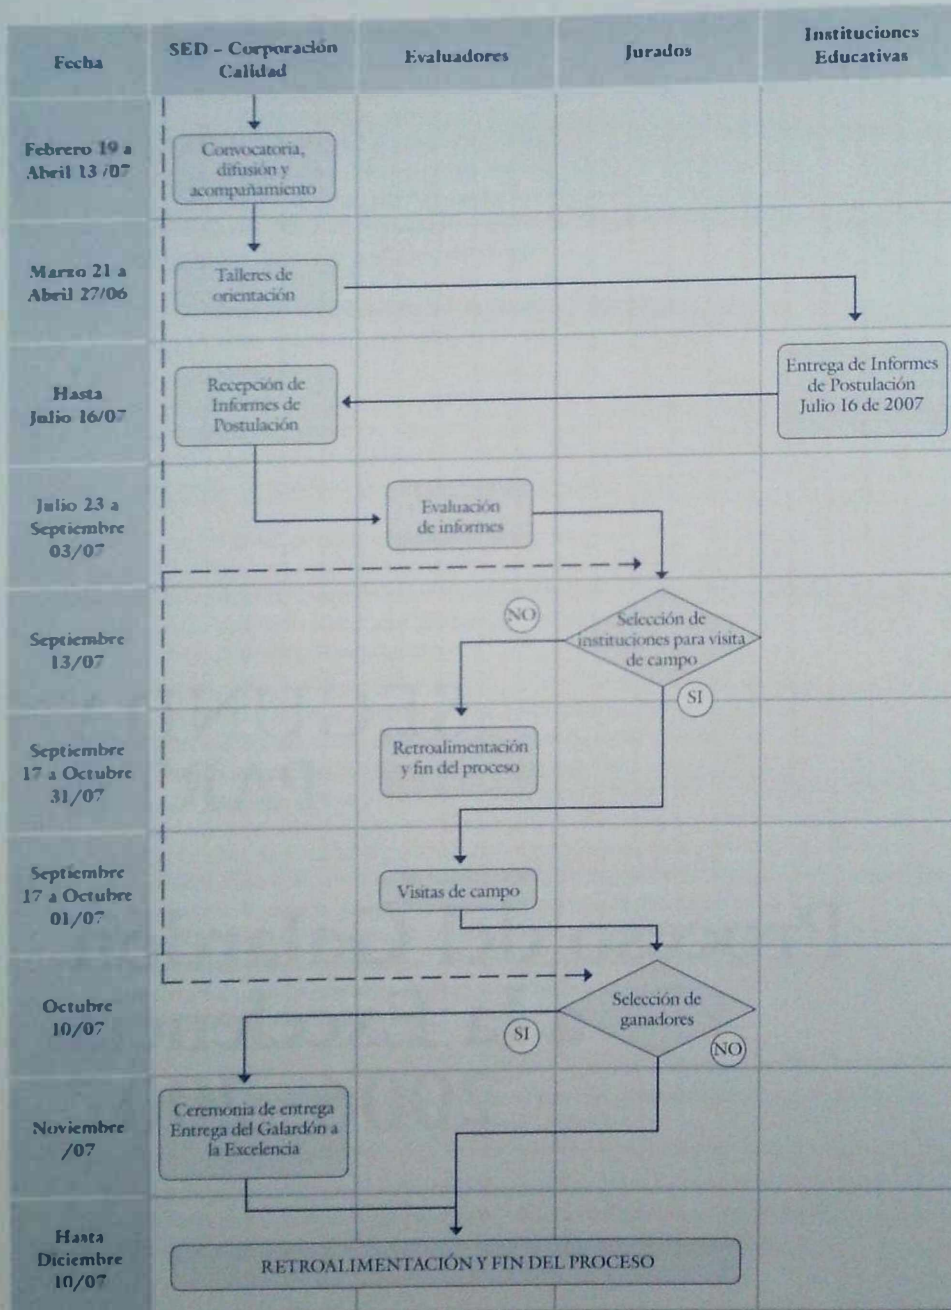 Fecha
SED - Corporación
Calidad
Evaluadores
Jurados
Instituciones
Educativas
Febrero 19 a
Abril 13 /07
Convocatoria,
difusión y
acompañamiento
Marzo 21 a
Abril 27/06
Talleres de
orientación
Hasta
Julio 16/07
Recepción de
Informes de
Postulación
Entrega de Informes
de Postulación
Julio 16 de 2007
Julio 23 a
Septiembre
03/07
Evaluación
de informes
Septiembre
13/07
NO
Selección de
instituciones para visita
de campo
SI
Septiembre
17 a Octubre
31/07
Retroalimentación
y fin del proceso
Septiembre
17 a Octubre
01/07
Visitas de campo
Octubre
10/07
Selección de
ganadores
SI
NO
Noviembre
/07
Ceremonia de entrega
Entrega del Galardón a
la Excelencia
Hasta
Diciembre
10/07
RETROALIMENTACIÓN Y FIN DEL PROCESO